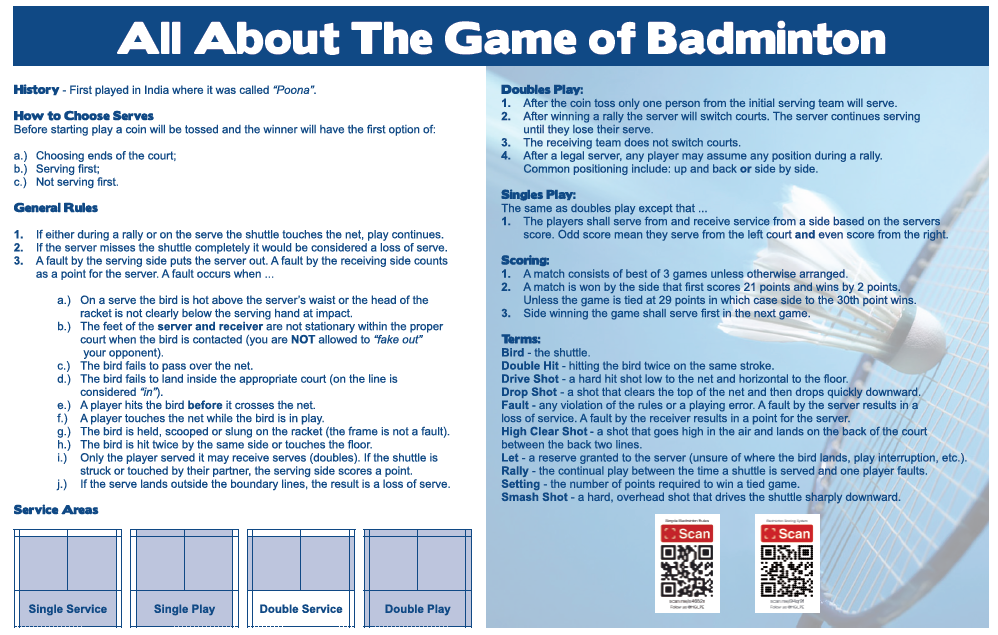 All About The Game of Badminton
History - First played in India where it was called “Poona”.
How to Choose Serves
Before starting play a coin will be tossed and the winner will have the first option of:
a.) Choosing ends of the court;
b.) Serving first;
c.) Not serving first.
General Rules
1. If either during a rally or on the serve the shuttle touches the net, play continues.
2. If the server misses the shuttle completely it would be considered a loss of serve.
3. A fault by the serving side puts the server out. A fault by the receiving side counts
as a point for the server. A fault occurs when ...
a.) On a serve the bird is hot above the server’s waist or the head of the
racket is not clearly below the serving hand at impact.
b.) The feet of the server and receiver are not stationary within the proper
court when the bird is contacted (you are NOT allowed to “fake out”
your opponent).
c.) The bird fails to pass over the net.
d.) The bird fails to land inside the appropriate court (on the line is
considered “in”).
e.) A player hits the bird before it crosses the net.
f.) A player touches the net while the bird is in play.
g.) The bird is held, scooped or slung on the racket (the frame is not a fault).
h.) The bird is hit twice by the same side or touches the floor.
i.) Only the player served it may receive serves (doubles). If the shuttle is
struck or touched by their partner, the serving side scores a point.
j.) If the serve lands outside the boundary lines, the result is a loss of serve.
Service Areas
Single Service
Single Play
Double Service
Double Play
Doubles Play:
1. After the coin toss only one person from the initial serving team will serve.
2. After winning a rally the server will switch courts. The server continues serving
until they lose their serve.
3. The receiving team does not switch courts.
4. After a legal server, any player may assume any position during a rally.
Common positioning include: up and back or side by side.
Singles Play:
The same as doubles play except that ...
1. The players shall serve from and receive service from a side based on the servers
score. Odd score mean they serve from the left court and even score from the right.
Scoring:
1. A match consists of best of 3 games unless otherwise arranged.
2. A match is won by the side that first scores 21 points and wins by 2 points.
Unless the game is tied at 29 points in which case side to the 30th point wins.
3. Side winning the game shall serve first in the next game.
Terms:
Bird - the shuttle.
Double Hit - hitting the bird twice on the same stroke.
Drive Shot - a hard hit shot low to the net and horizontal to the floor.
Drop Shot - a shot that clears the top of the net and then drops quickly downward.
Fault - any violation of the rules or a playing error. A fault by the server results in a
loss of service. A fault by the receiver results in a point for the server.
High Clear Shot - a shot that goes high in the air and lands on the back of the court
between the back two lines.
Let - a reserve granted to the server (unsure of where the bird lands, play interruption, etc.).
Rally - the continual play between the time a shuttle is served and one player faults.
Setting - the number of points required to win a tied game.
Smash Shot - a hard, overhead shot that drives the shuttle sharply downward.
Scan
Scan